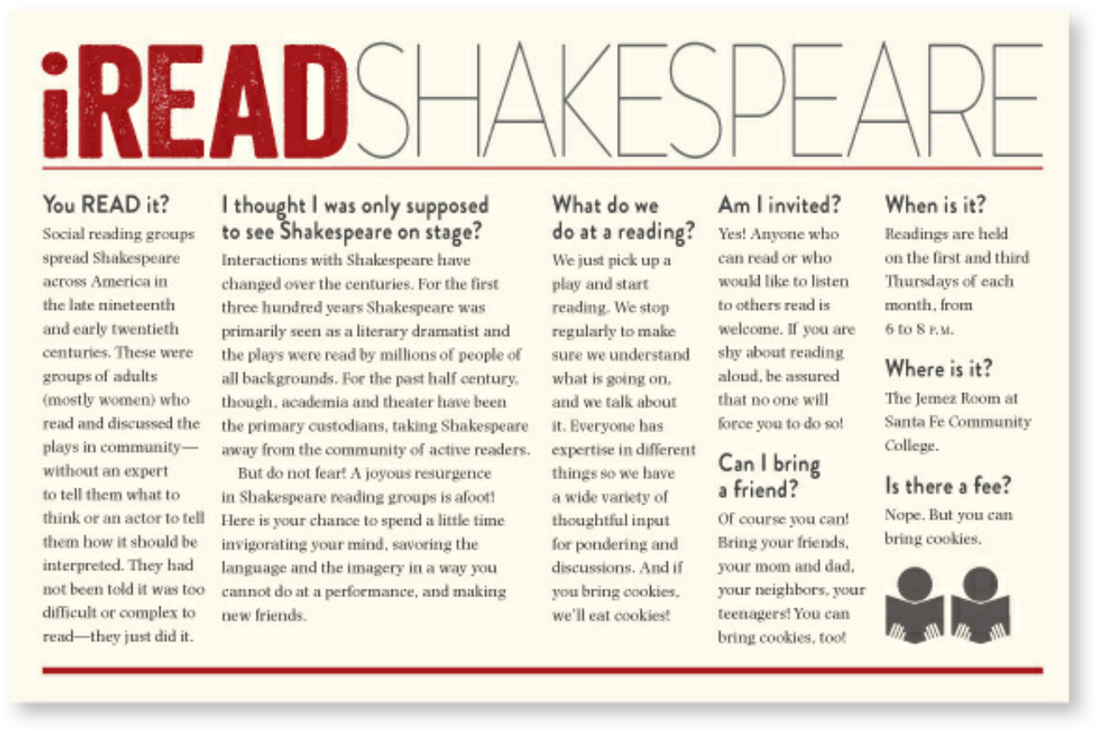 iREADSHAKESPEARE
You READ it?
Social reading groups
spread Shakespeare
across America in
the late nineteenth
and early twentieth
centuries. These were
groups of adults
(mostly women) who
read and discussed the
plays in community—
without an expert
to tell them what to
think or an actor to tell
them how it should be
interpreted. They had
not been told it was too
difficult or complex to
read—they just did it.
I thought I was only supposed
to see Shakespeare on stage?
Interactions with Shakespeare have
changed over the centuries. For the first
three hundred years Shakespeare was
primarily seen as a literary dramatist and
the plays were read by millions of people of
all backgrounds. For the past half century,
though, academia and theater have been
the primary custodians, taking Shakespeare
away from the community of active readers.
But do not fear! A joyous resurgence
in Shakespeare reading groups is afoot!
Here is your chance to spend a little time
invigorating your mind, savoring the
language and the imagery in a way you
cannot do at a performance, and making
new friends.
What do we
do at a reading?
We just pick up a
play and start
reading. We stop
regularly to make
sure we understand
what is going on,
and we talk about
it. Everyone has
expertise in different
things so we have
a wide variety of
thoughtful input
for pondering and
discussions. And if
you bring cookies,
we'll eat cookies!
Am I invited?
Yes! Anyone who
can read or who
would like to listen
to others read is
welcome. If you are
shy about reading
aloud, be assured
that no one will
force you to do so!
Can I bring
a friend?
Of course you can!
Bring your friends,
your mom and dad,
your neighbors, your
teenagers! You can
bring cookies, too!
When is it?
Readings are held
on the first and third
Thursdays of each
month, from
6 to 8 P.M.
Where is it?
The Jemez Room at
Santa Fe Community
College.
Is there a fee?
Nope. But you can
bring cookies.